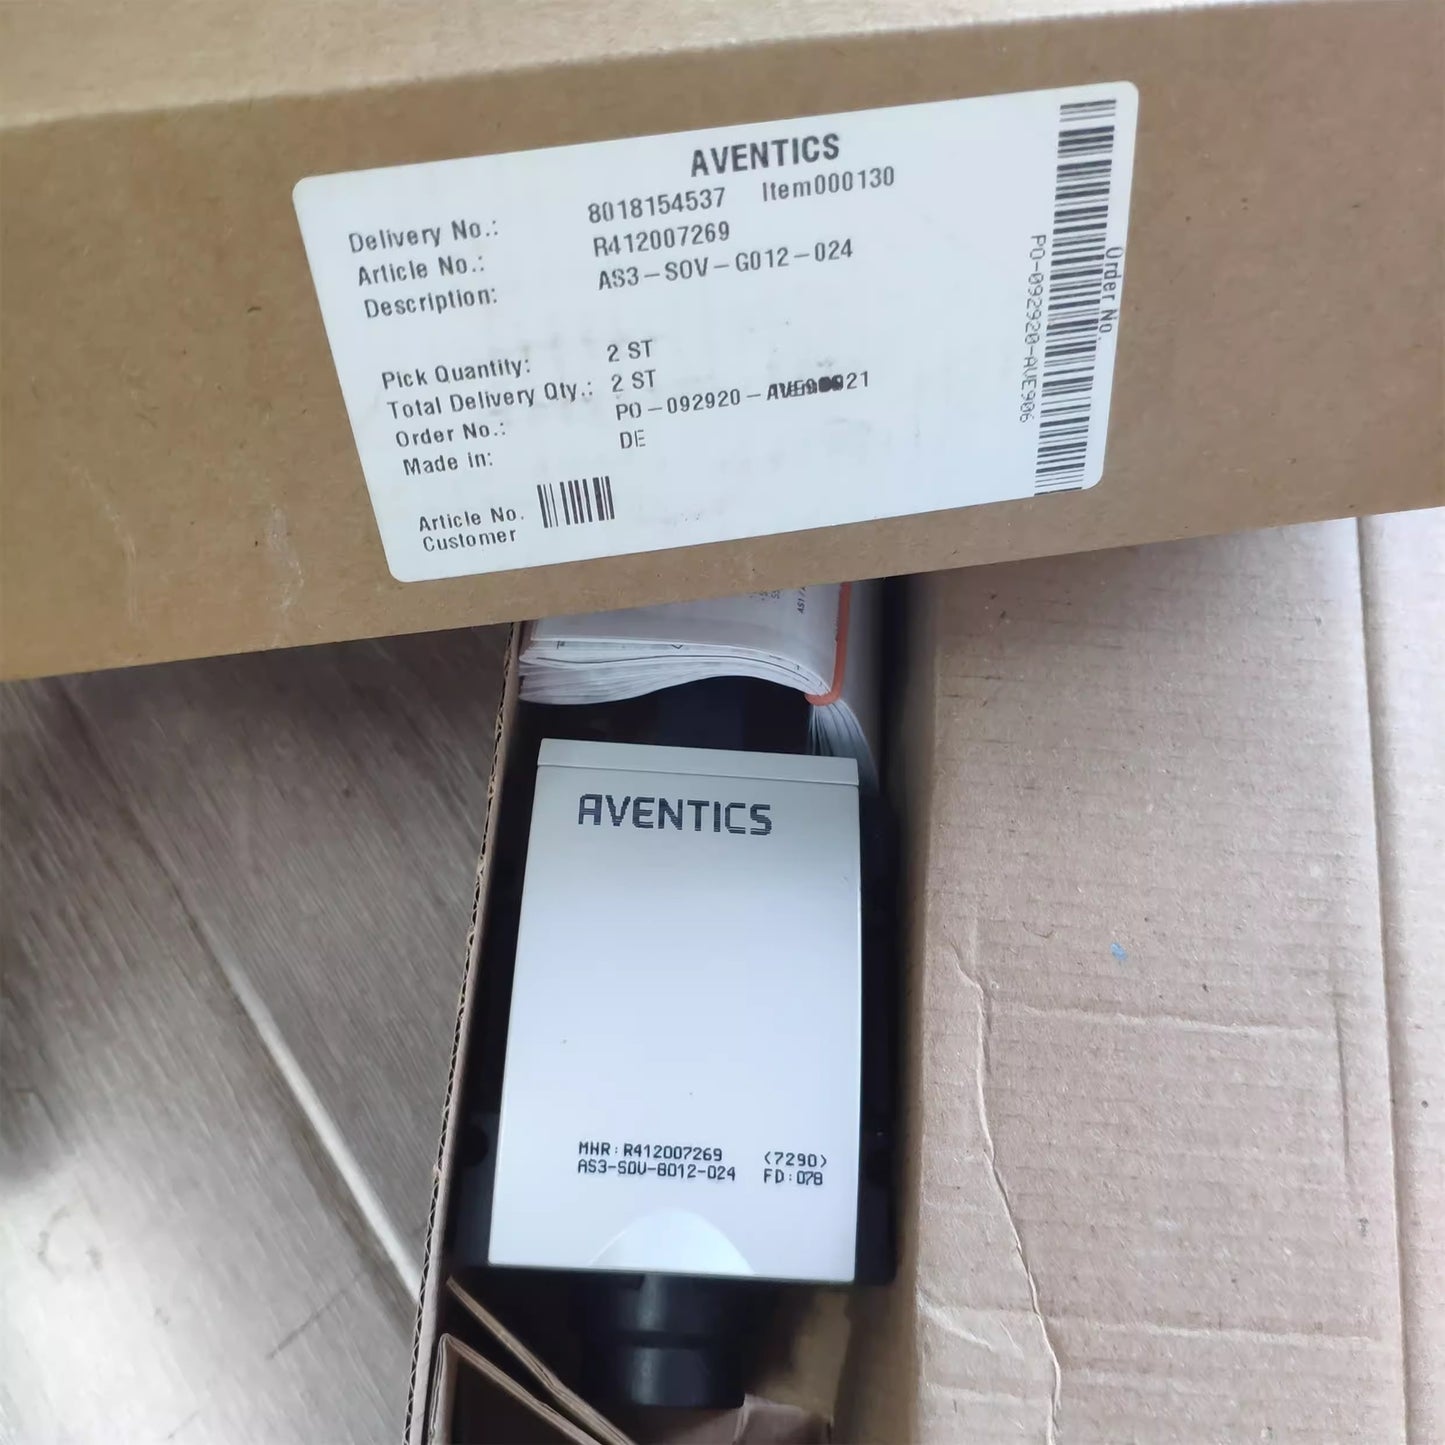 AVENTICS
Delivery No.: 8018154537 Item000130
Article No.: R412007269
Description: AS3-SOV-G012-024
Pick Quantity: 2 ST
Total Delivery Qty.: 2 ST
Order No.: PO-092920-
Made in: DE
Article No.
Customer
Order No.
PO-092920-AVE906
AVENTICS
MNR:R412007269 (7290)
AS3-SOV-G012-024 FD:078